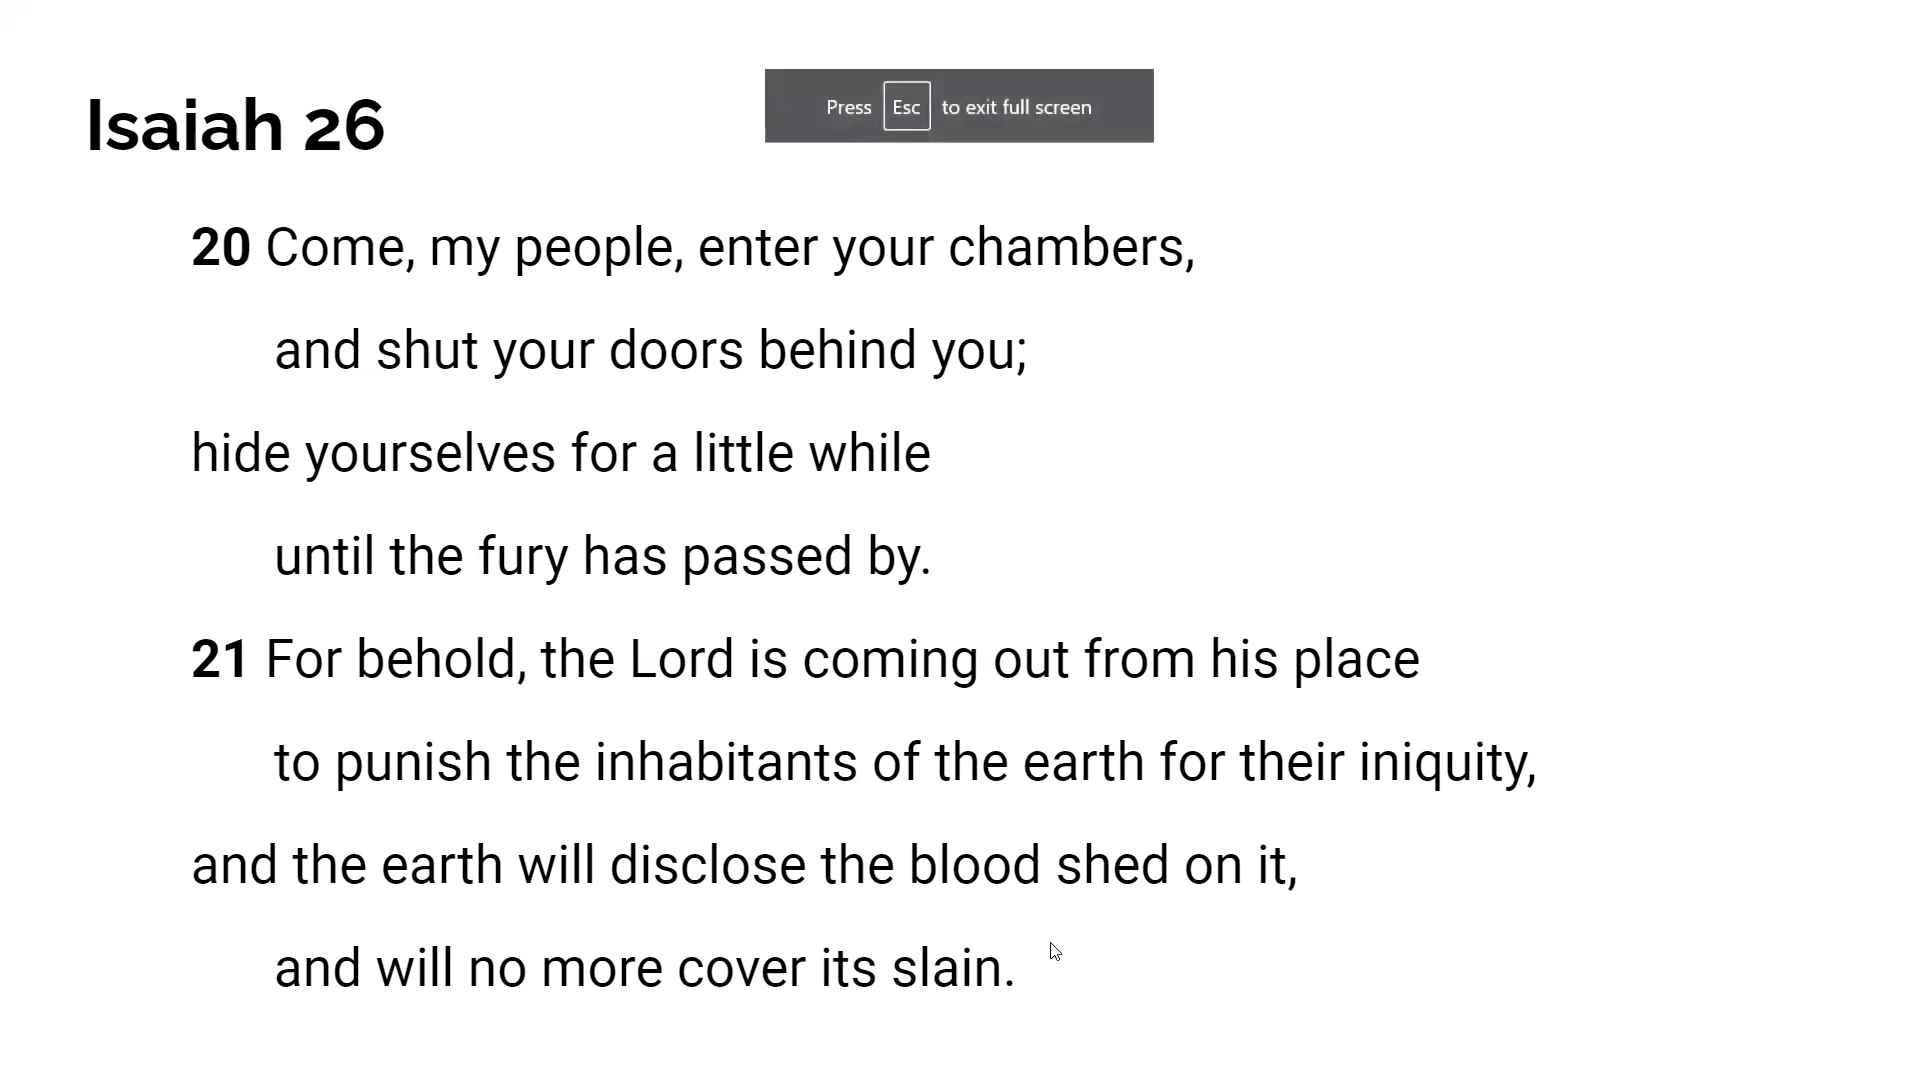 Isaiah 26
Press Esc to exit full screen
20 Come, my people, enter your chambers,
and shut your doors behind you;
hide yourselves for a little while
until the fury has passed by.
21 For behold, the Lord is coming out from his place
to punish the inhabitants of the earth for their iniquity,
and the earth will disclose the blood shed on it,
and will no more cover its slain.